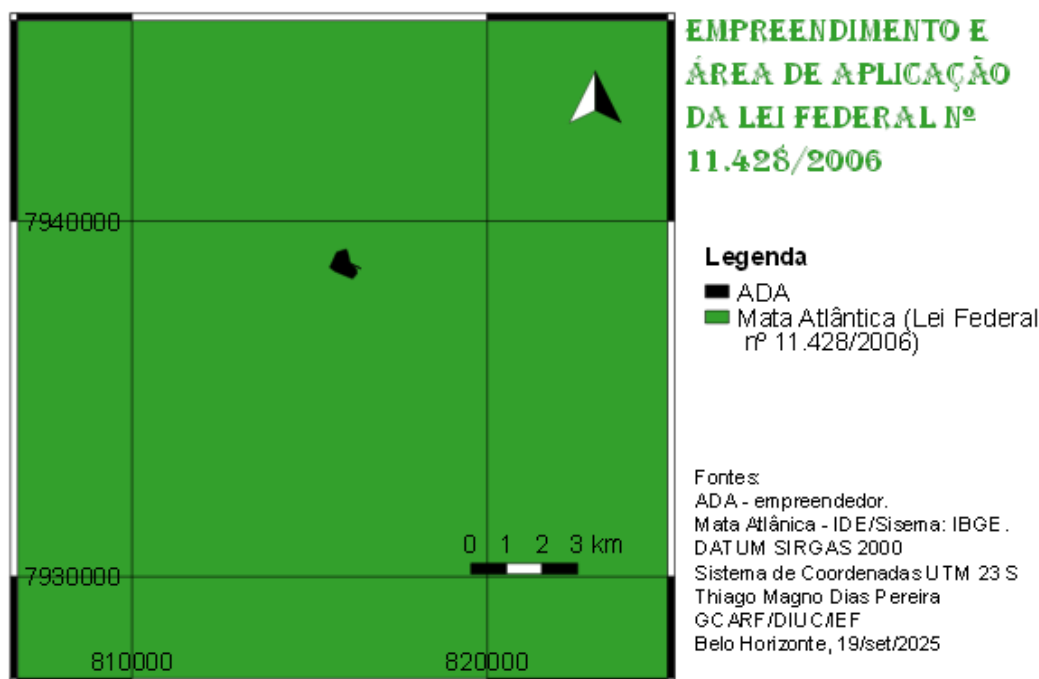 EMPREENDIMENTO E
ÁREA DE APLICAÇÃO
DA LEI FEDERAL Nº
11.428/2006
7940000
Legenda
ADA
Mata Atlântica (Lei Federal
nº 11.428/2006)
0 1 2 3 km
7930000
810000 820000
Fontes:
ADA - empreendedor.
Mata Atlânica - IDE/Sisema: IBGE.
DATUM SIRGAS 2000
Sistema de Coordenadas UTM 23 S
Thiago Magno Dias Pereira
GCARF/DIUC/IEF
Belo Horizonte, 19/set/2025